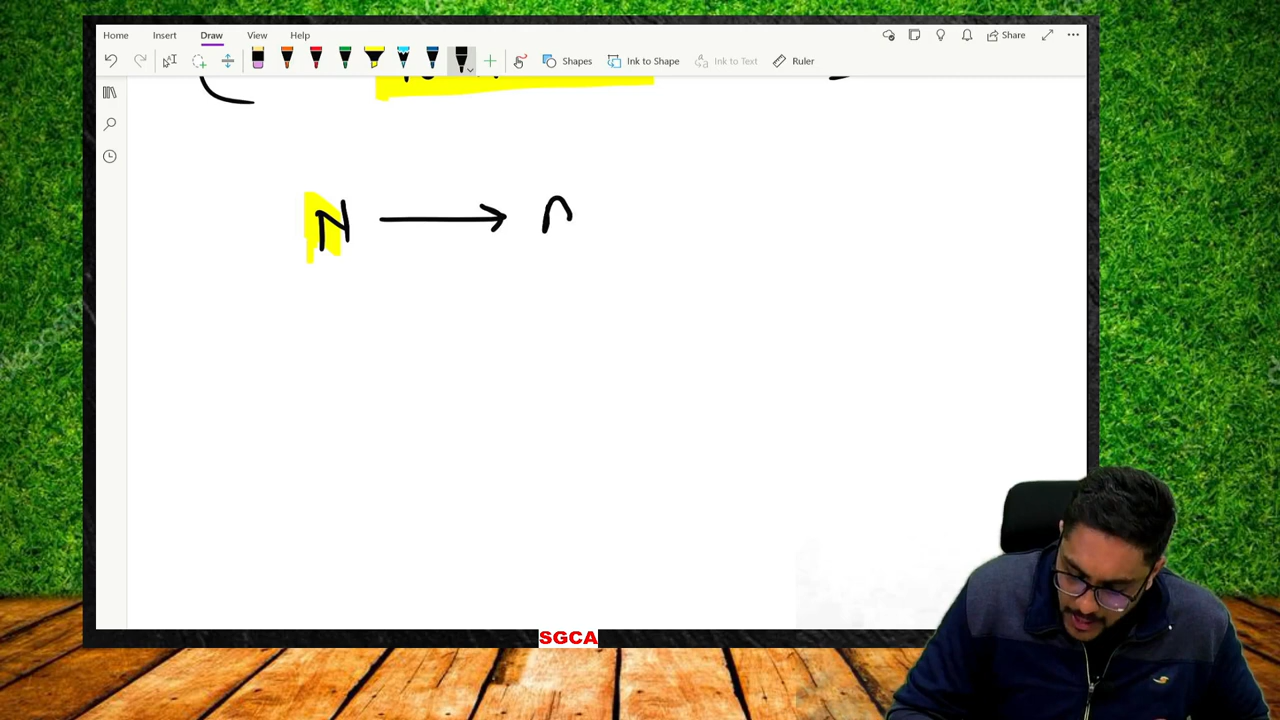 Home Insert Draw View Help Share
Shapes Ink to Shape Ink to Text Ruler
N →
SGCA